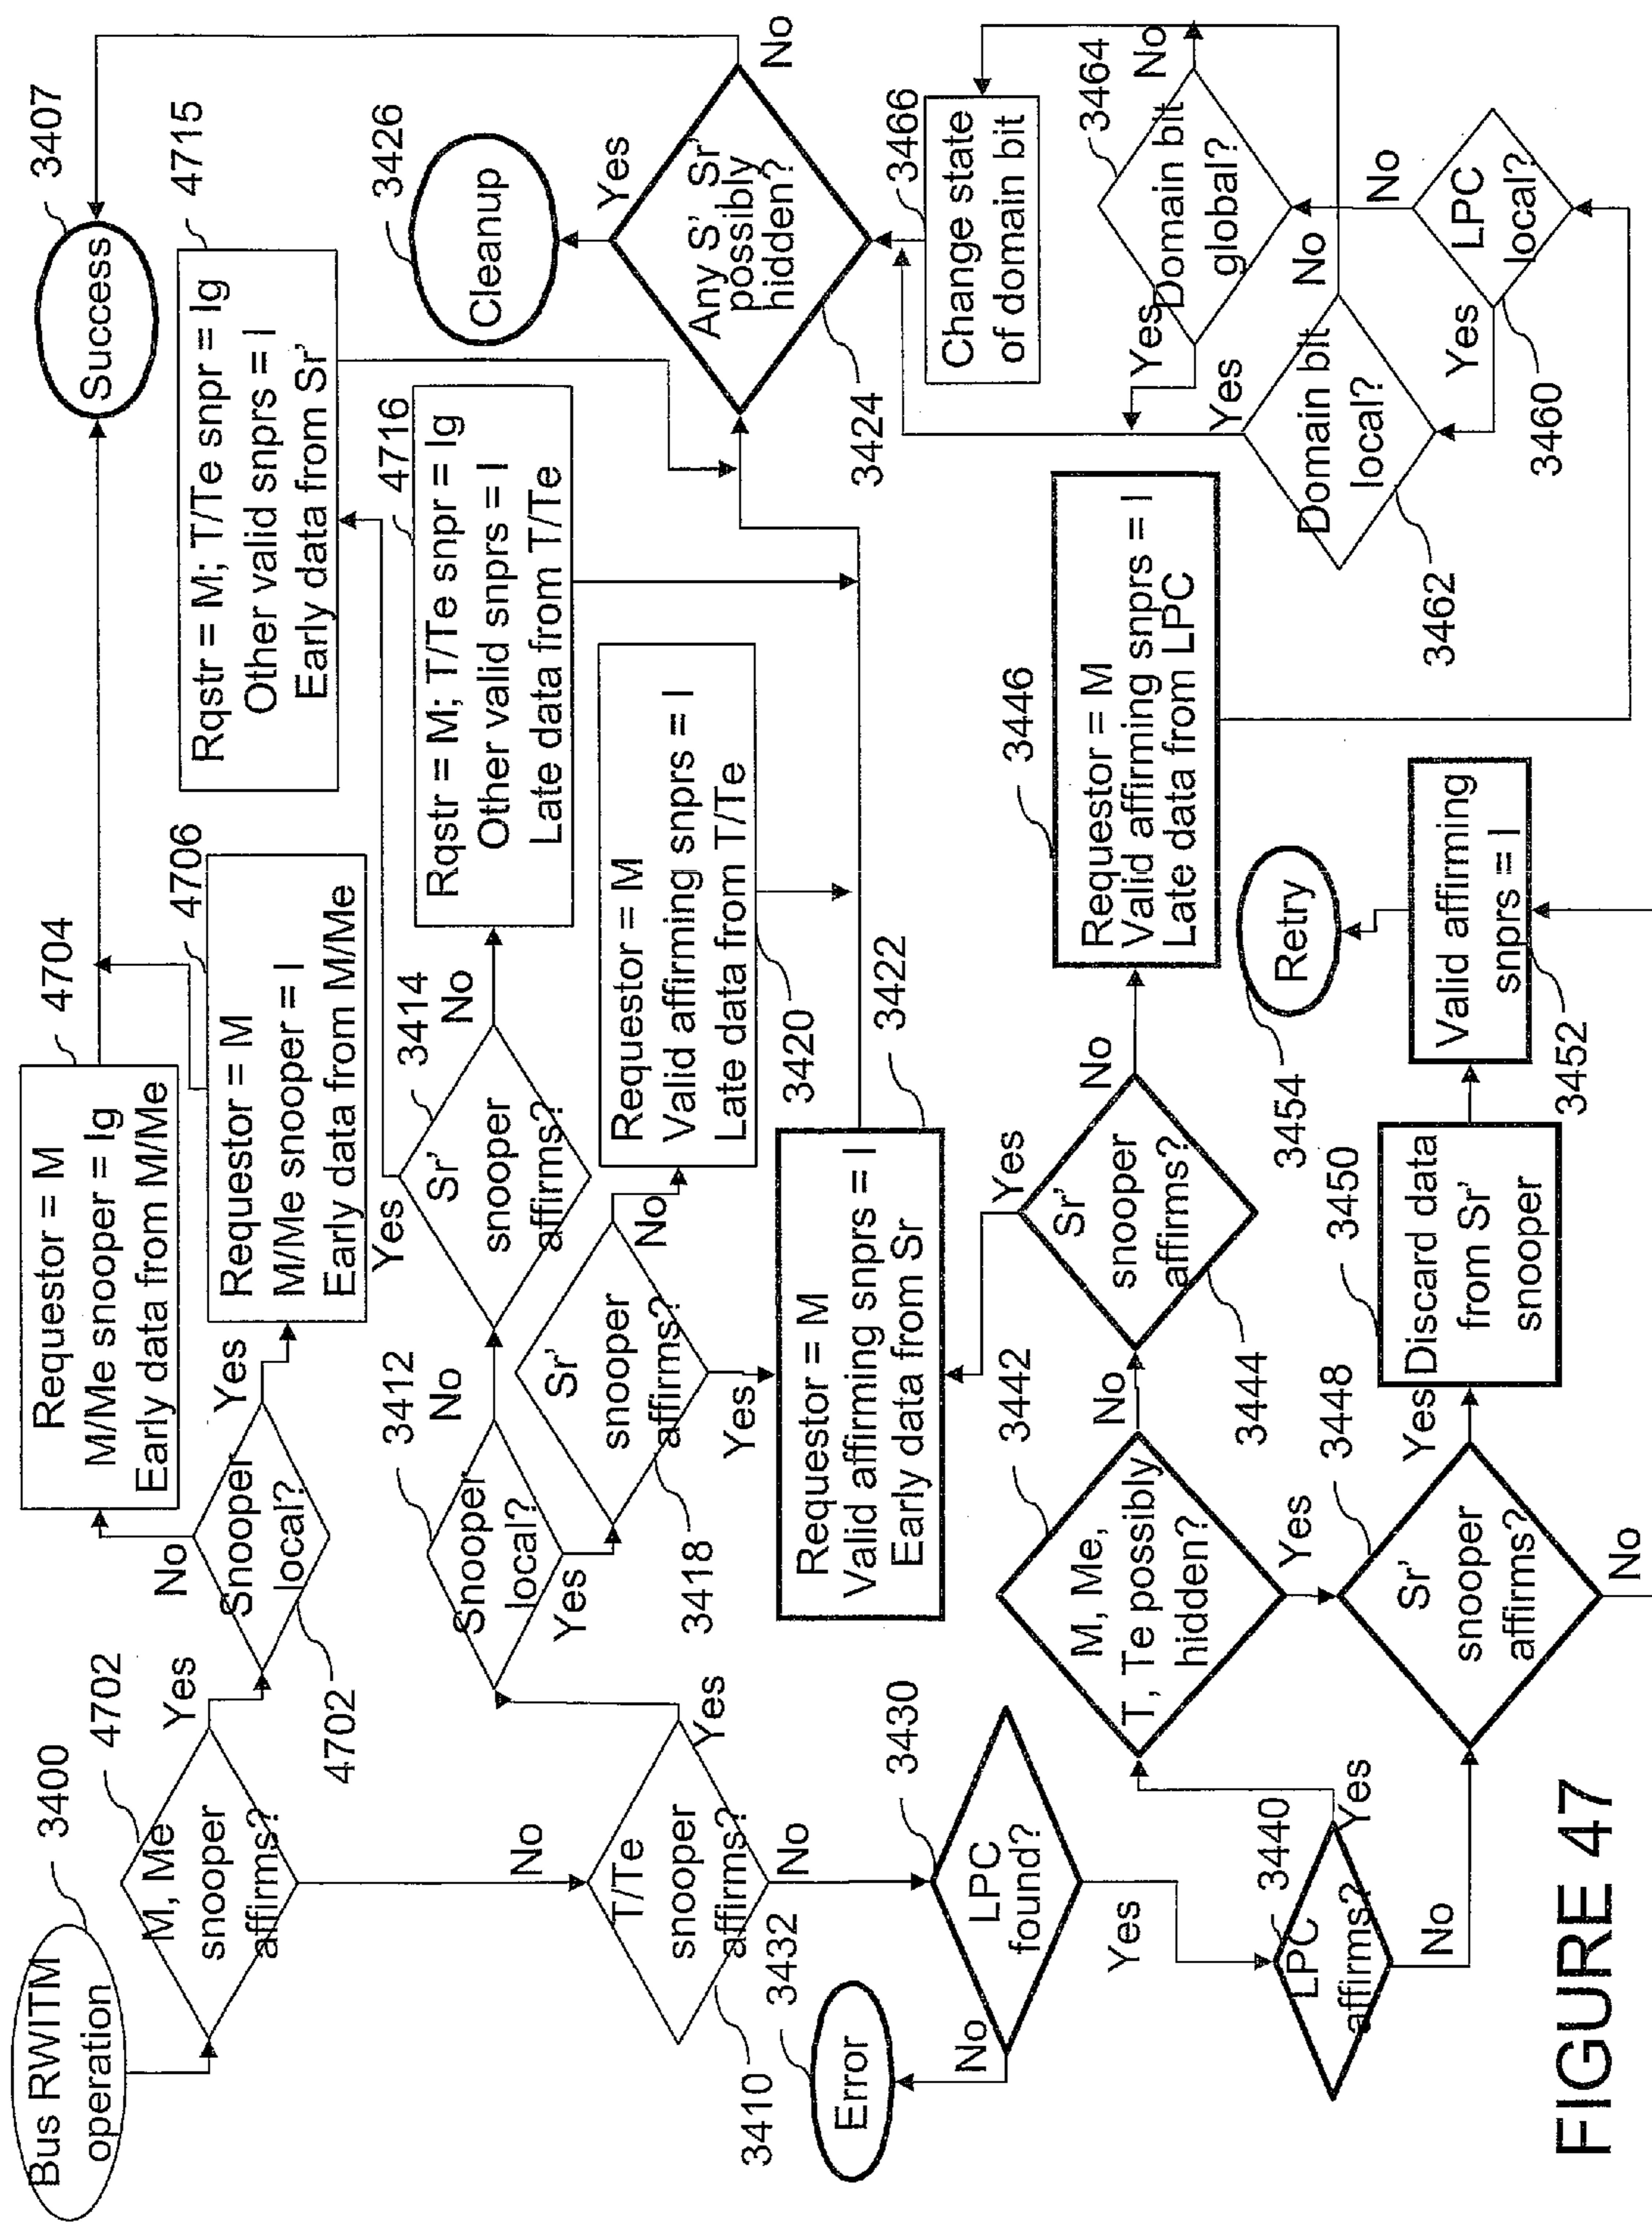 Bus RWITM
operation
3400
M, Me
snooper
affirms?
4702
Yes
No
Snooper
local?
4702
No
Yes
Requestor = M
M/Me snooper = Ig
Early data from M/Me
4704
Requestor = M
M/Me snooper = I
Early data from M/Me
4706
Success
3407
T/Te
snooper
affirms?
3410
Yes
No
Snooper
local?
3412
No
Yes
Sr'
snooper
affirms?
3414
Yes
No
Rqstr = M; T/Te snpr = Ig
Other valid snprs = I
Early data from Sr'
4715
Rqstr = M; T/Te snpr = Ig
Other valid snprs = I
Late data from T/Te
4716
Sr'
snooper
affirms?
3418
No
Yes
Requestor = M
Valid affirming snprs = I
Late data from T/Te
3420
Requestor = M
Valid affirming snprs = I
Early data from Sr
3422
Any S' Sr'
possibly
hidden?
3424
Yes
No
Cleanup
3426
LPC
found?
3430
No
Yes
Error
3432
LPC
affirms?
3440
Yes
No
M, Me,
T, Te possibly
hidden?
3442
No
Yes
Sr'
snooper
affirms?
3444
Yes
No
Requestor = M
Valid affirming snprs = I
Late data from LPC
3446
Sr'
snooper
affirms?
3448
Yes
No
Discard data
from Sr'
snooper
3450
Valid affirming
snprs = I
3452
Retry
3454
LPC
local?
3460
Yes
No
Domain bit
local?
3462
Yes
No
Domain bit
global?
3464
Yes
No
Change state
of domain bit
3466
FIGURE 47